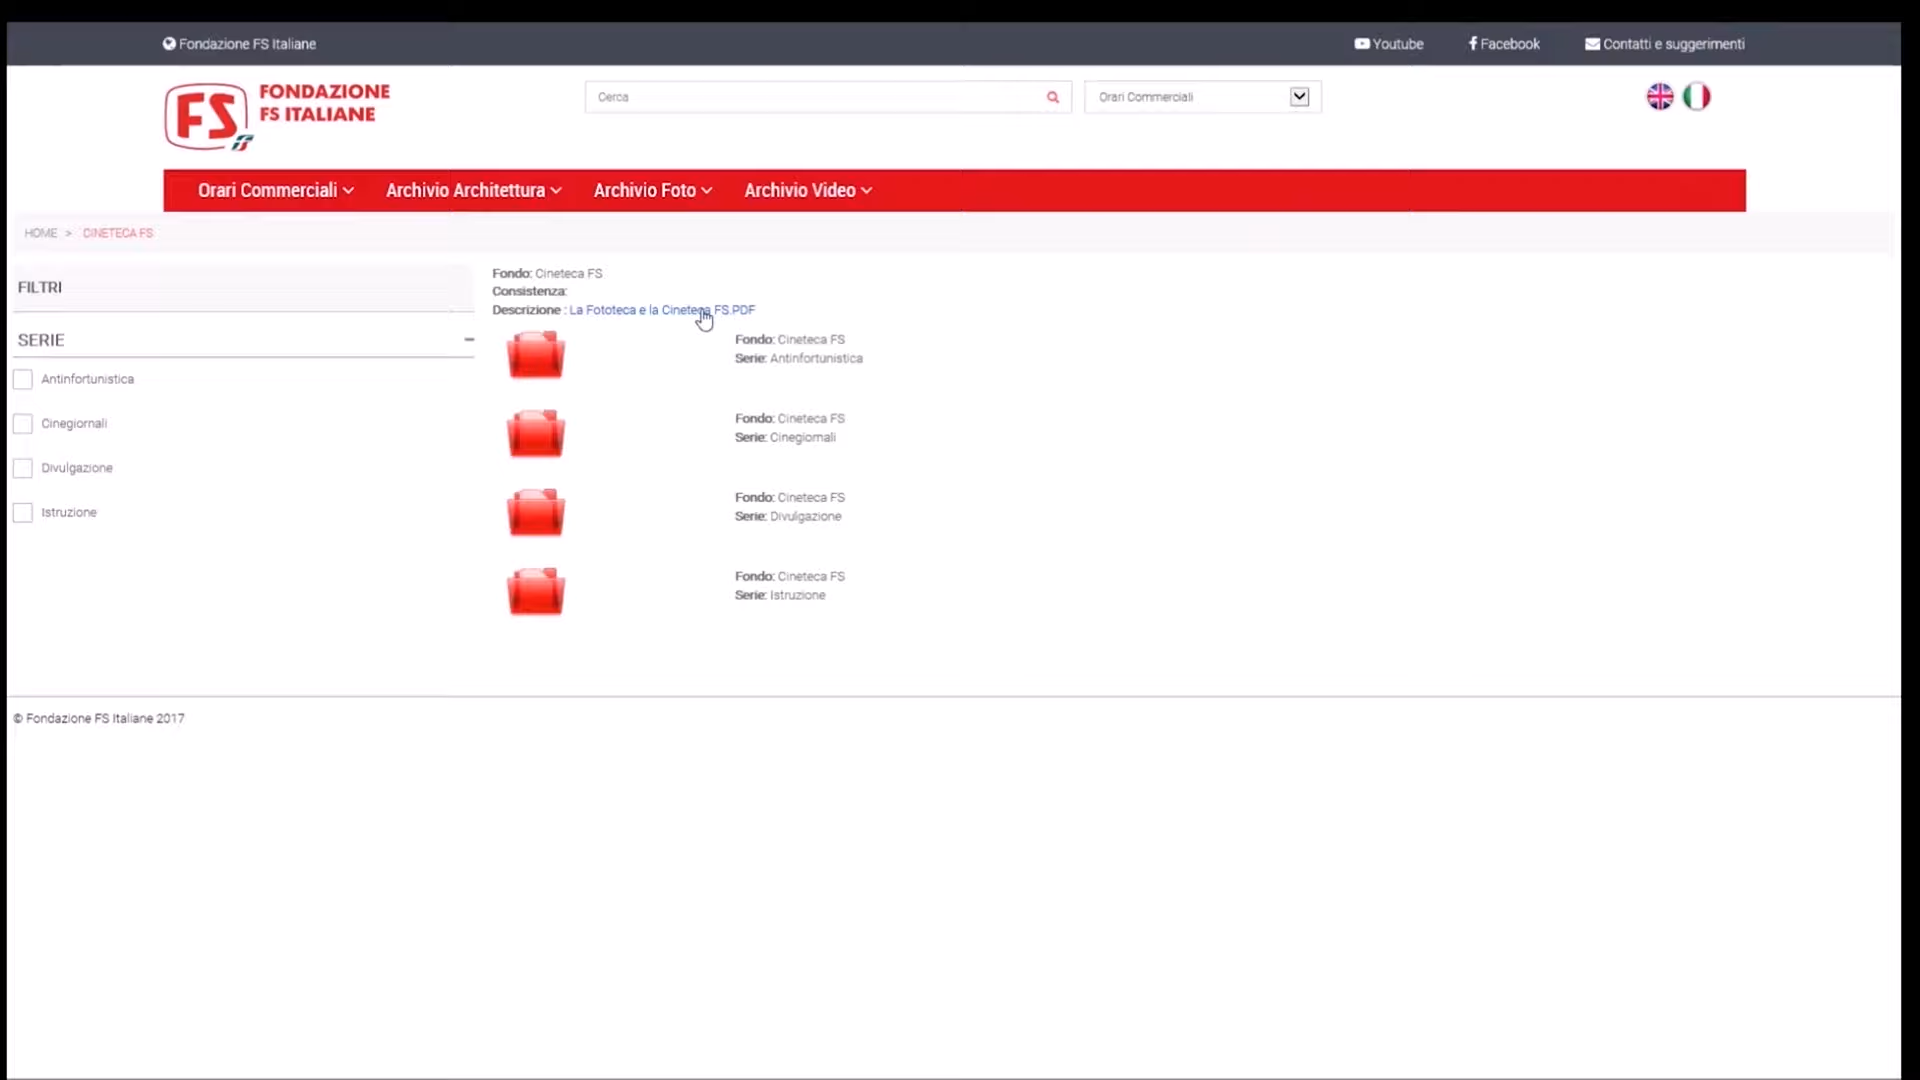 Fondazione FS Italiane
Youtube
Facebook
Contatti e suggerimenti
FS
FONDAZIONE
FS ITALIANE
Cerca
Orari Commerciali
Orari Commerciali
Archivio Architettura
Archivio Foto
Archivio Video
HOME > CINETECA FS
FILTRI
SERIE
Antinfortunistica
Cinegiornali
Divulgazione
Istruzione
Fondo: Cineteca FS
Consistenza:
Descrizione : La Fototeca e la Cineteca FS.PDF
Fondo: Cineteca FS
Serie: Antinfortunistica
Fondo: Cineteca FS
Serie: Cinegiornali
Fondo: Cineteca FS
Serie: Divulgazione
Fondo: Cineteca FS
Serie: Istruzione
© Fondazione FS Italiane 2017